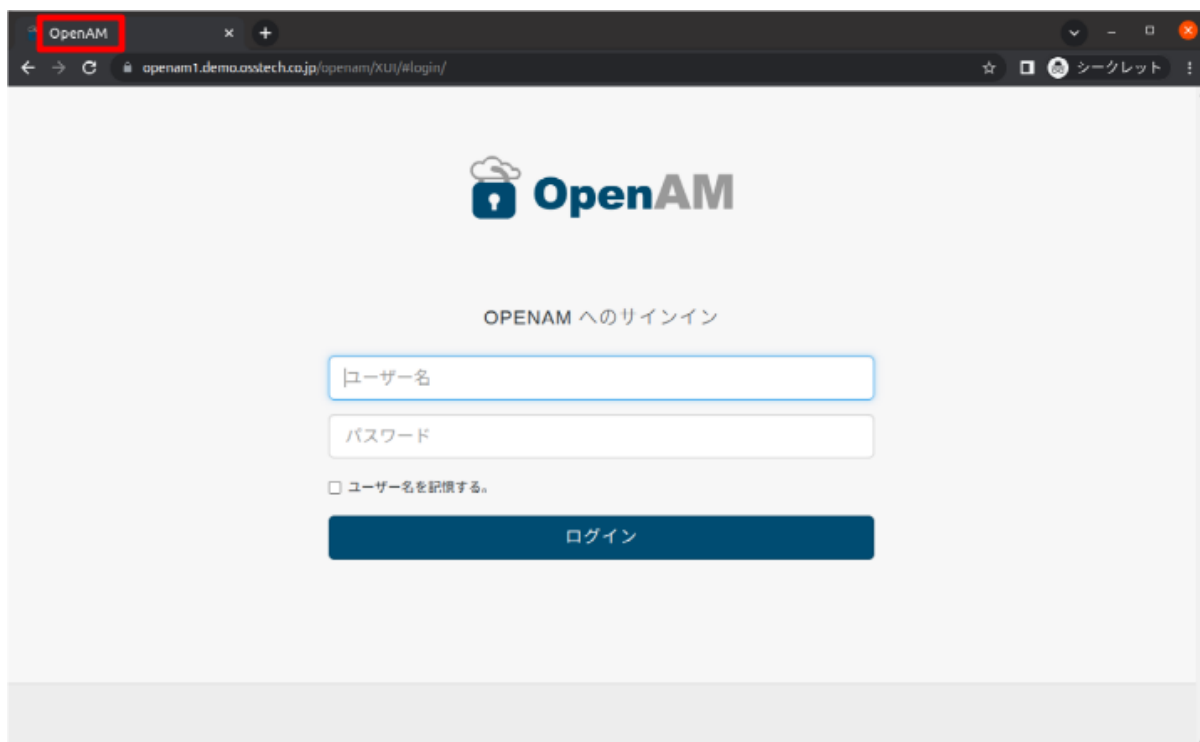 OpenAM
openam1.demo.osstech.co.jp/openam/XUI/#login/
シークレット
OpenAM
OPENAM へのサインイン
ユーザー名
パスワード
ユーザー名を記憶する。
ログイン